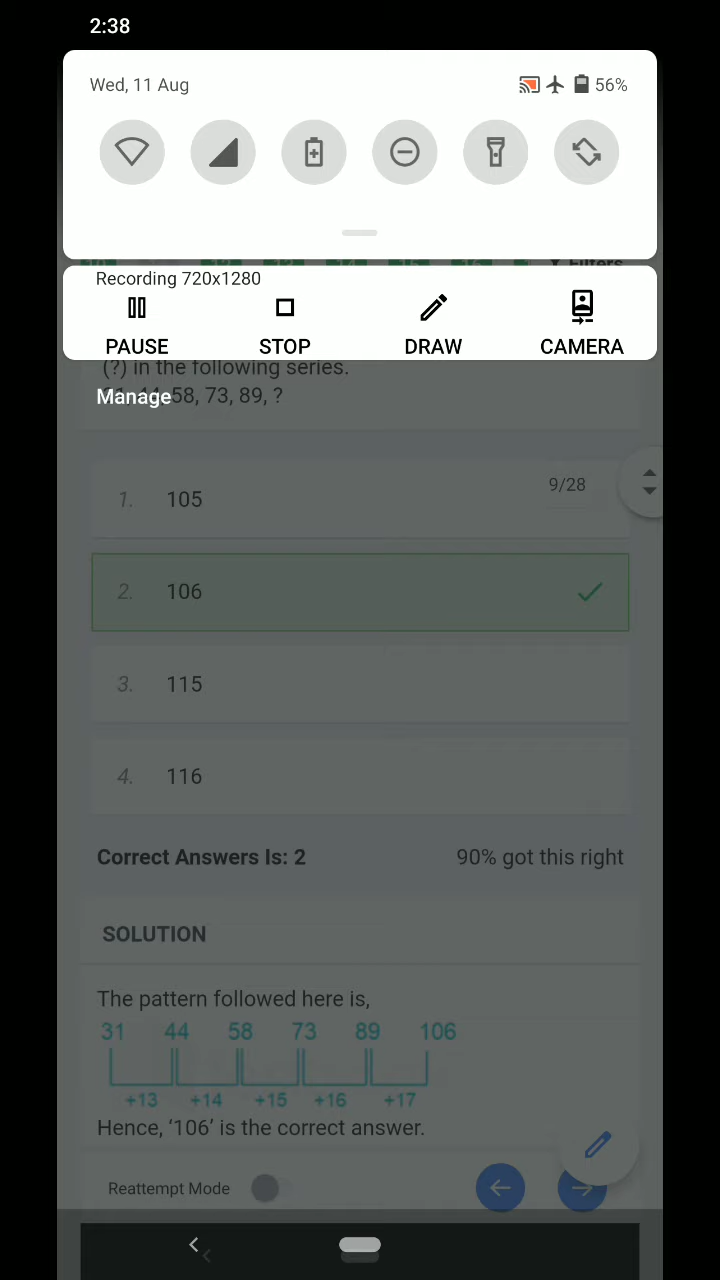 2:38
Wed, 11 Aug
56%
Filters
Recording 720x1280
PAUSE STOP DRAW CAMERA
(?) in the following series.
Manage 58, 73, 89, ?
9/28
1. 105
2. 106
3. 115
4. 116
Correct Answers Is: 2 90% got this right
SOLUTION
The pattern followed here is,
31 44 58 73 89 106
+13 +14 +15 +16 +17
Hence, ‘106’ is the correct answer.
Reattempt Mode